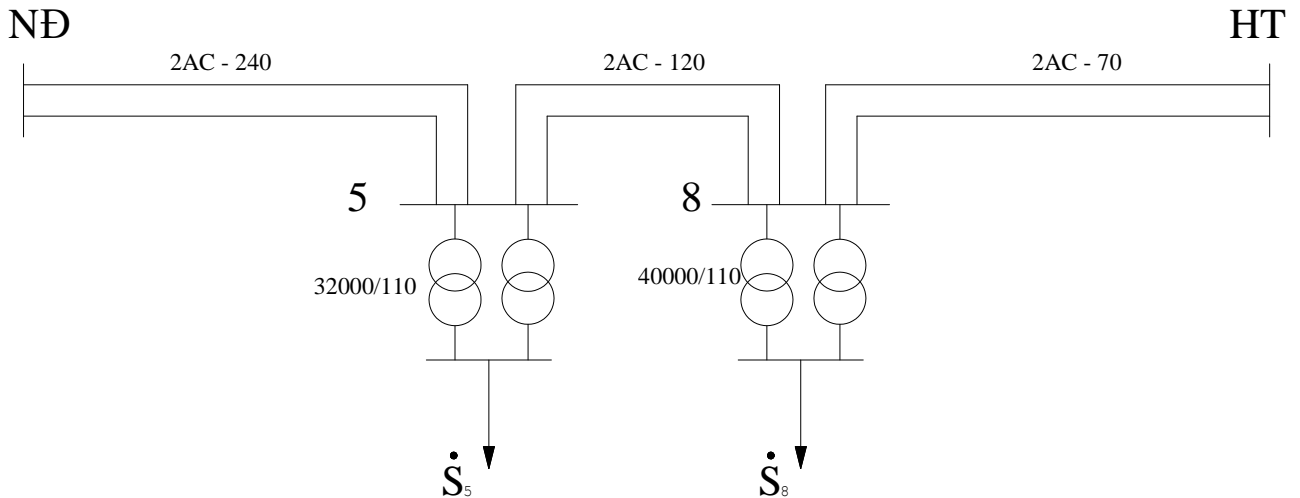 NĐ
HT
2AC - 240
2AC - 120
2AC - 70
5
8
32000/110
40000/110
Ṡ5
Ṡ8